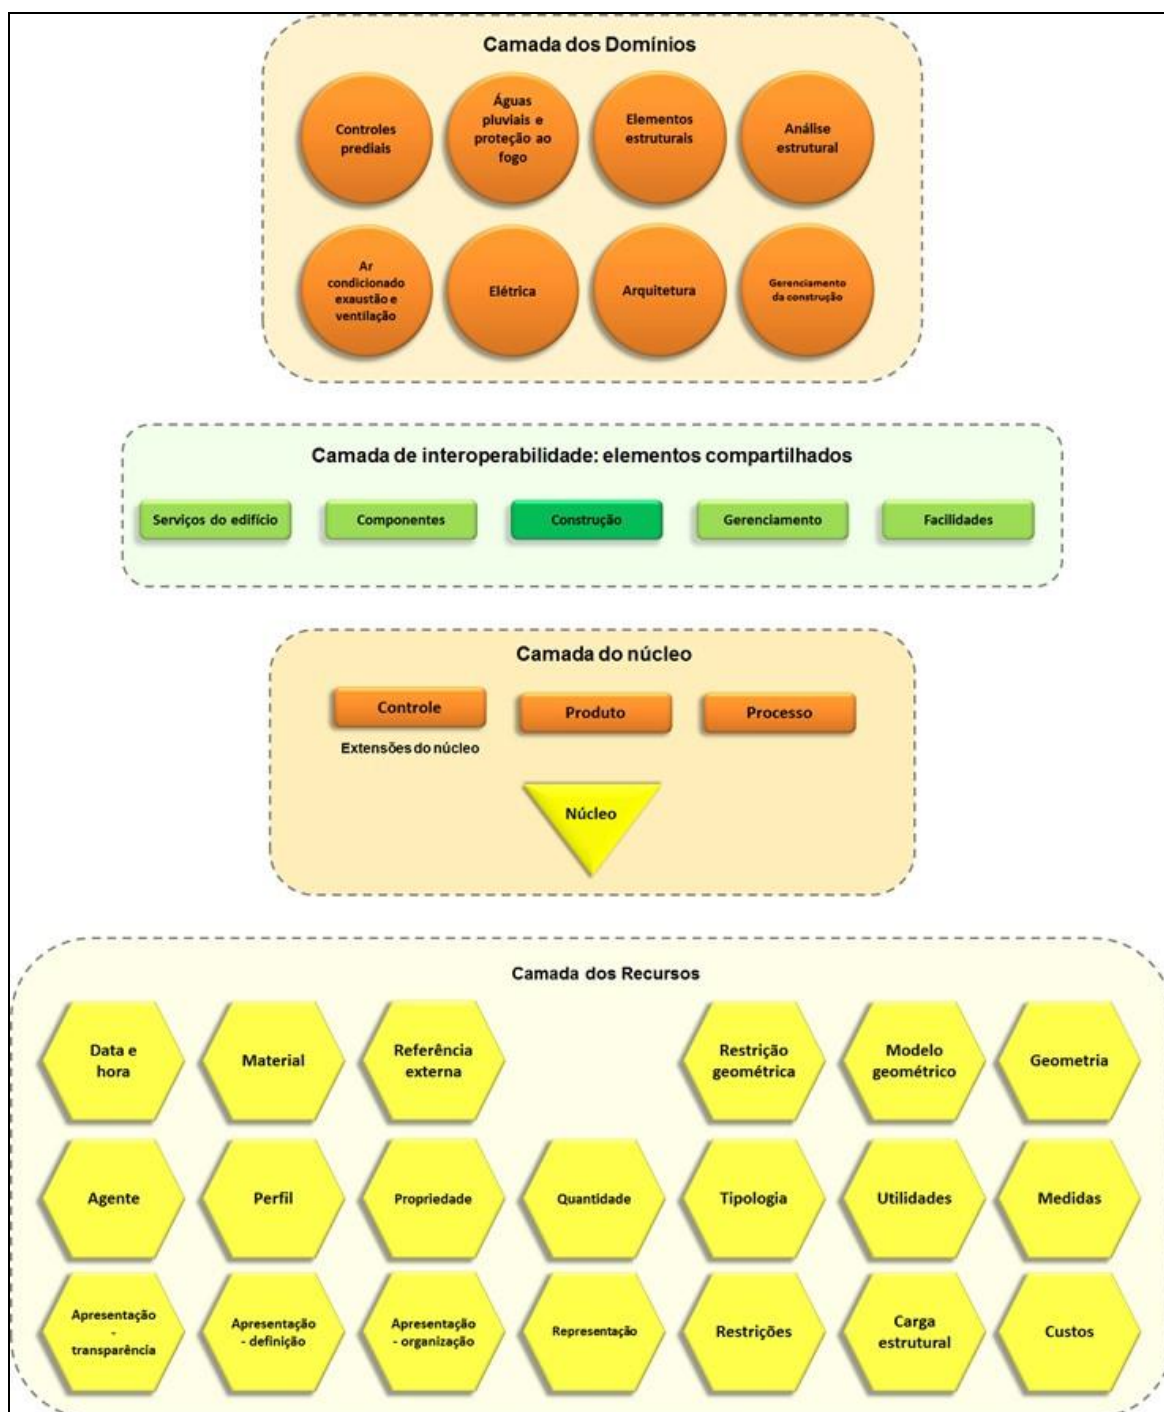 Camada dos Domínios
Controles
prediais
Águas
pluviais e
proteção ao
fogo
Elementos
estruturais
Análise
estrutural
Ar
condicionado
exaustão e
ventilação
Elétrica
Arquitetura
Gerenciamento
da construção
Camada de interoperabilidade: elementos compartilhados
Serviços do edifício
Componentes
Construção
Gerenciamento
Facilidades
Camada do núcleo
Controle
Produto
Processo
Extensões do núcleo
Núcleo
Camada dos Recursos
Data e
hora
Material
Referência
externa
Restrição
geométrica
Modelo
geométrico
Geometria
Agente
Perfil
Propriedade
Quantidade
Tipologia
Utilidades
Medidas
Apresentação
-
transparência
Apresentação
- definição
Apresentação
- organização
Representação
Restrições
Carga
estrutural
Custos